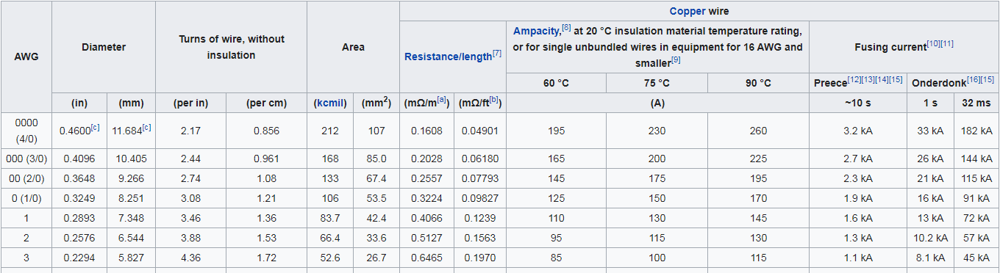 Copper wire
AWG Diameter Turns of wire, without insulation Area Resistance/length[7] Ampacity,[8] at 20 °C insulation material temperature rating, or for single unbundled wires in equipment for 16 AWG and smaller[9] Fusing current[10][11]
60 °C 75 °C 90 °C Preece[12][13][14][15] Onderdonk[16][15]
(in) (mm) (per in) (per cm) (kcmil) (mm2) (mΩ/m[a]) (mΩ/ft[b]) (A) ~10 s 1 s 32 ms
0000 (4/0) 0.4600[c] 11.684[c] 2.17 0.856 212 107 0.1608 0.04901 195 230 260 3.2 kA 33 kA 182 kA
000 (3/0) 0.4096 10.405 2.44 0.961 168 85.0 0.2028 0.06180 165 200 225 2.7 kA 26 kA 144 kA
00 (2/0) 0.3648 9.266 2.74 1.08 133 67.4 0.2557 0.07793 145 175 195 2.3 kA 21 kA 115 kA
0 (1/0) 0.3249 8.251 3.08 1.21 106 53.5 0.3224 0.09827 125 150 170 1.9 kA 16 kA 91 kA
1 0.2893 7.348 3.46 1.36 83.7 42.4 0.4066 0.1239 110 130 145 1.6 kA 13 kA 72 kA
2 0.2576 6.544 3.88 1.53 66.4 33.6 0.5127 0.1563 95 115 130 1.3 kA 10.2 kA 57 kA
3 0.2294 5.827 4.36 1.72 52.6 26.7 0.6465 0.1970 85 100 115 1.1 kA 8.1 kA 45 kA